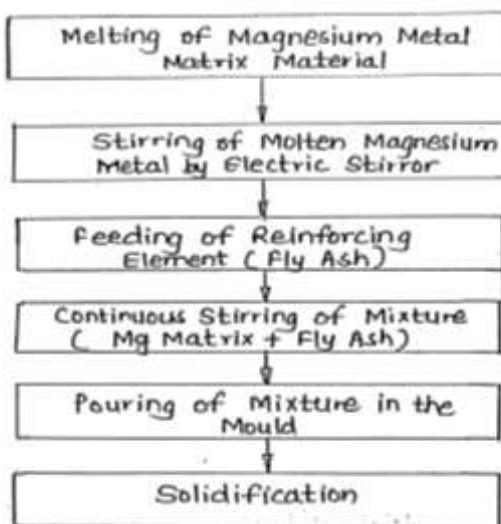 Melting of Magnesium Metal
Matrix Material
Stirring of Molten Magnesium
Metal by Electric Stirror
Feeding of Reinforcing
Element (Fly Ash)
Continuous Stirring of Mixture
( Mg Matrix + Fly Ash)
Pouring of Mixture in the
Mould
Solidification